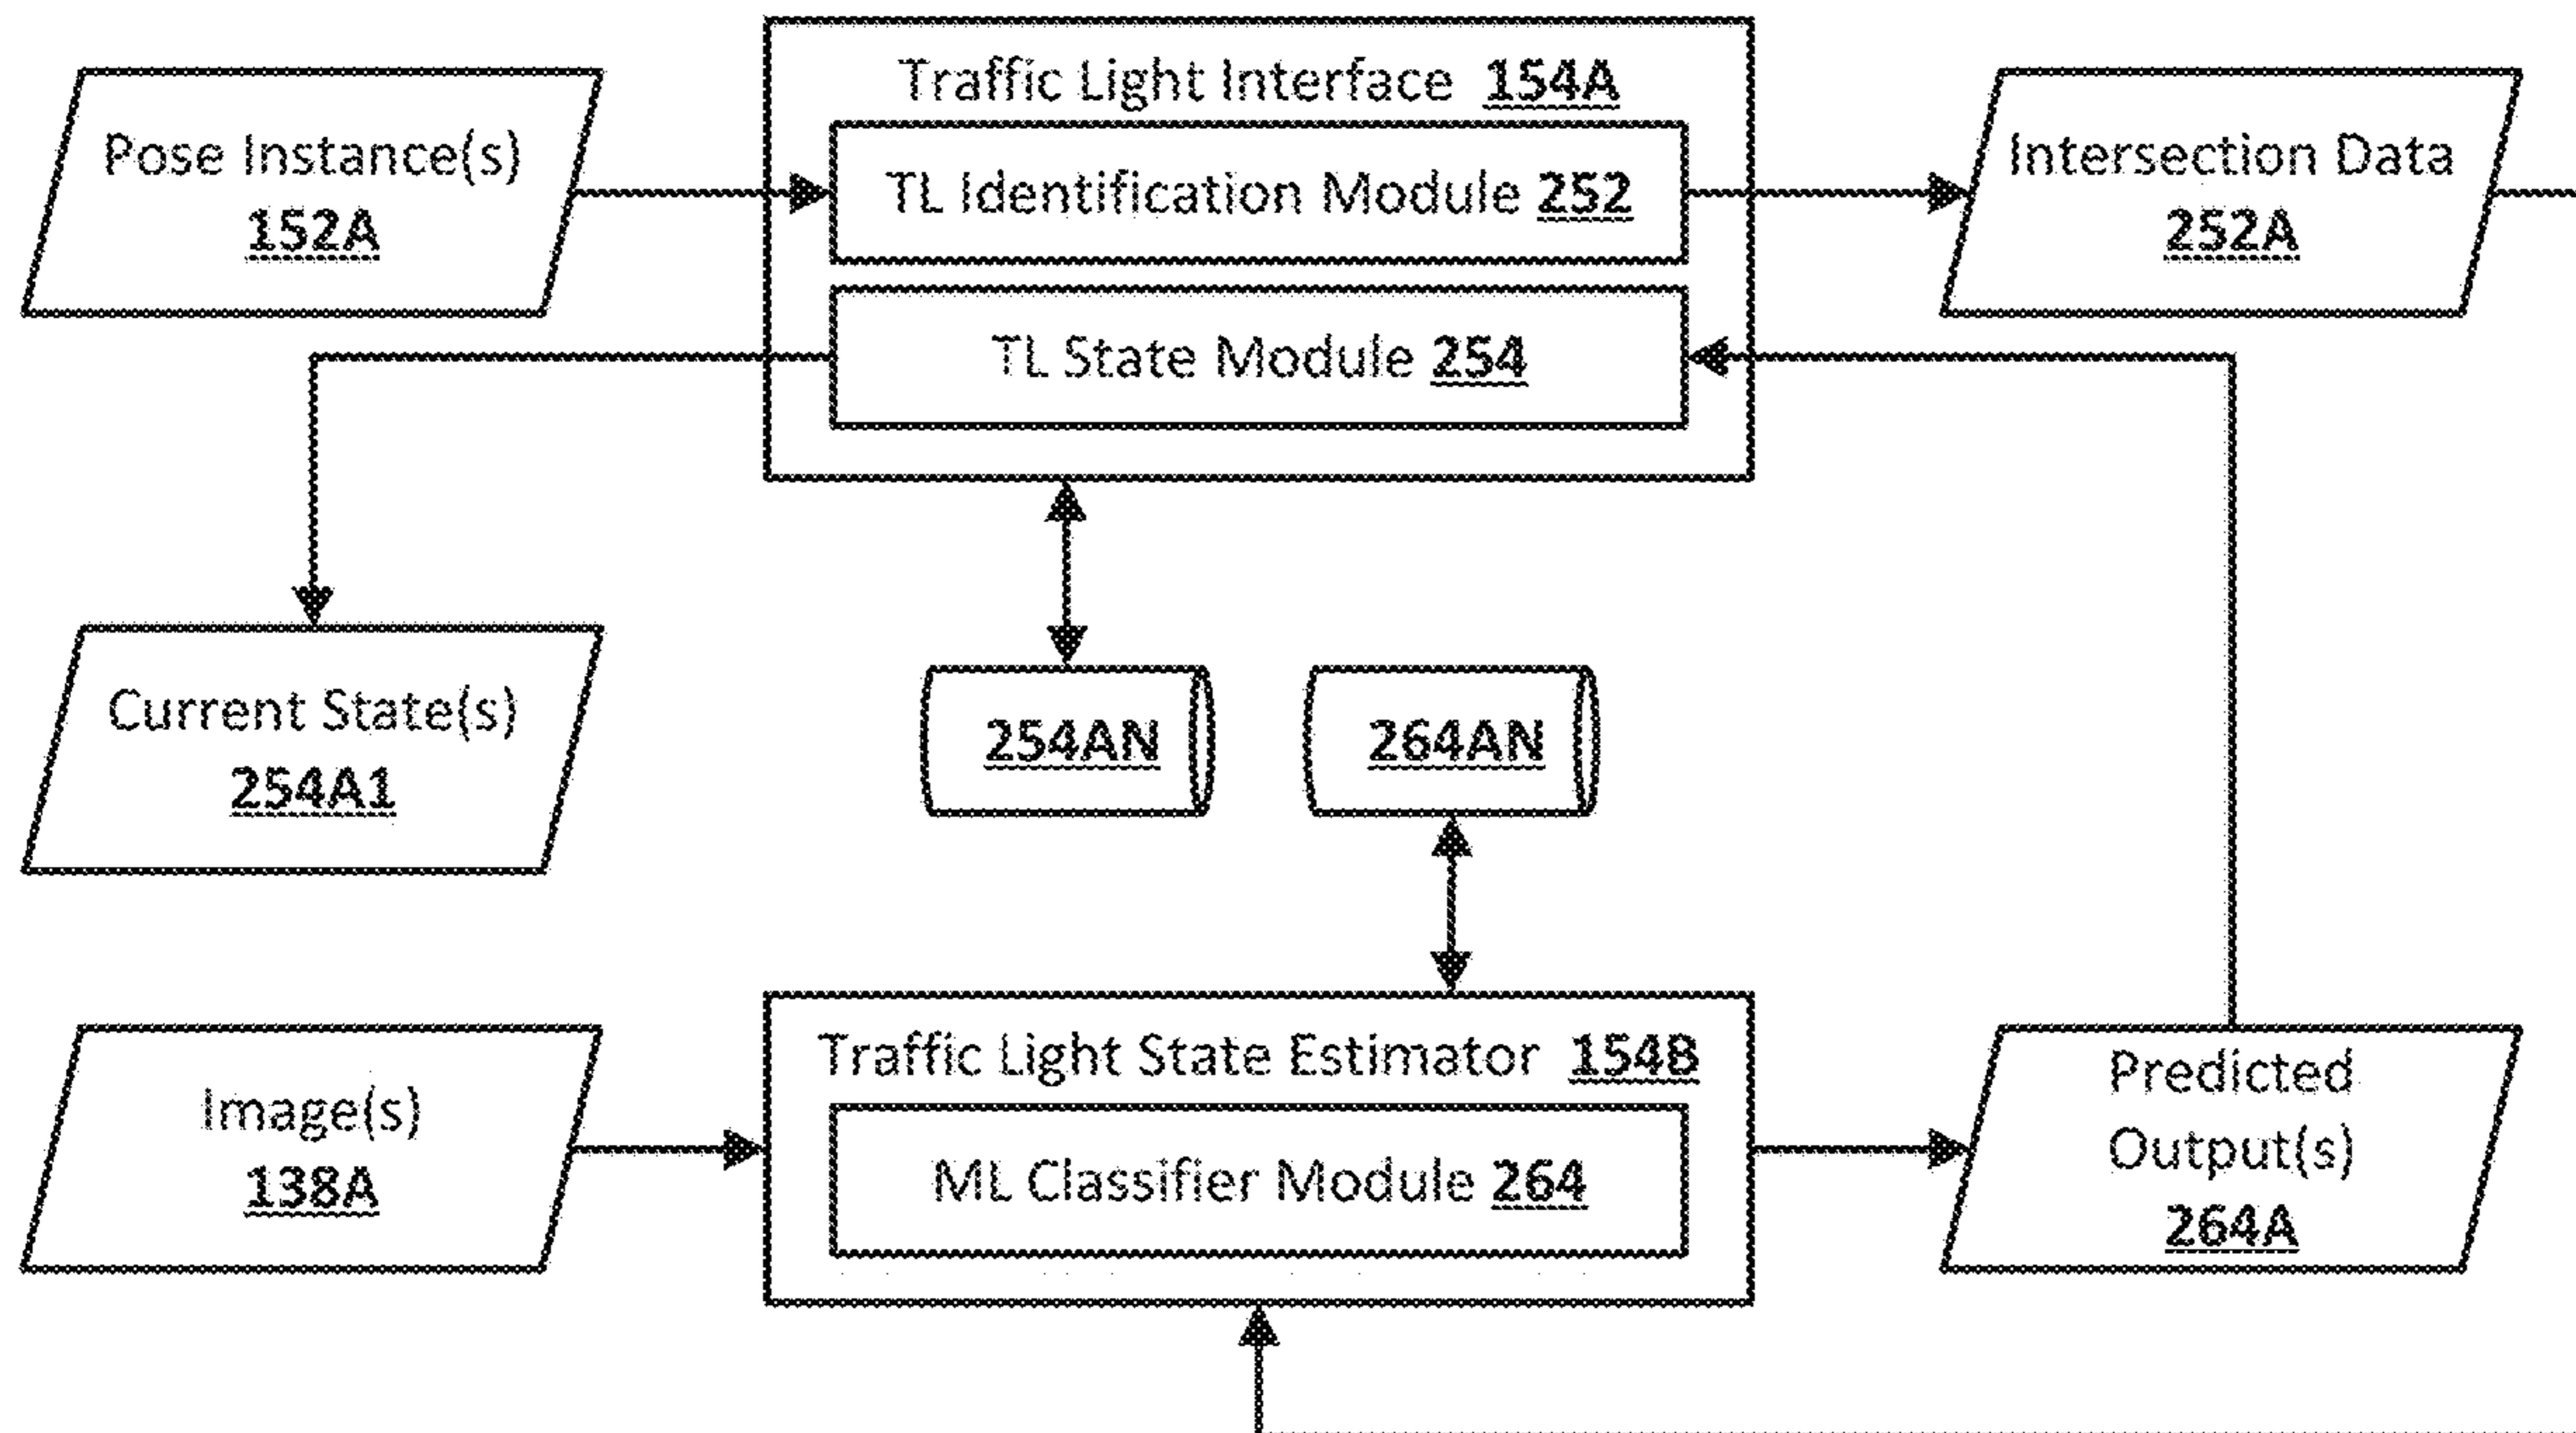 Traffic Light Interface 154A
Pose Instance(s)
152A
TL Identification Module 252
Intersection Data
252A
TL State Module 254
Current State(s)
254A1
254AN
264AN
Image(s)
138A
Traffic Light State Estimator 154B
ML Classifier Module 264
Predicted
Output(s)
264A